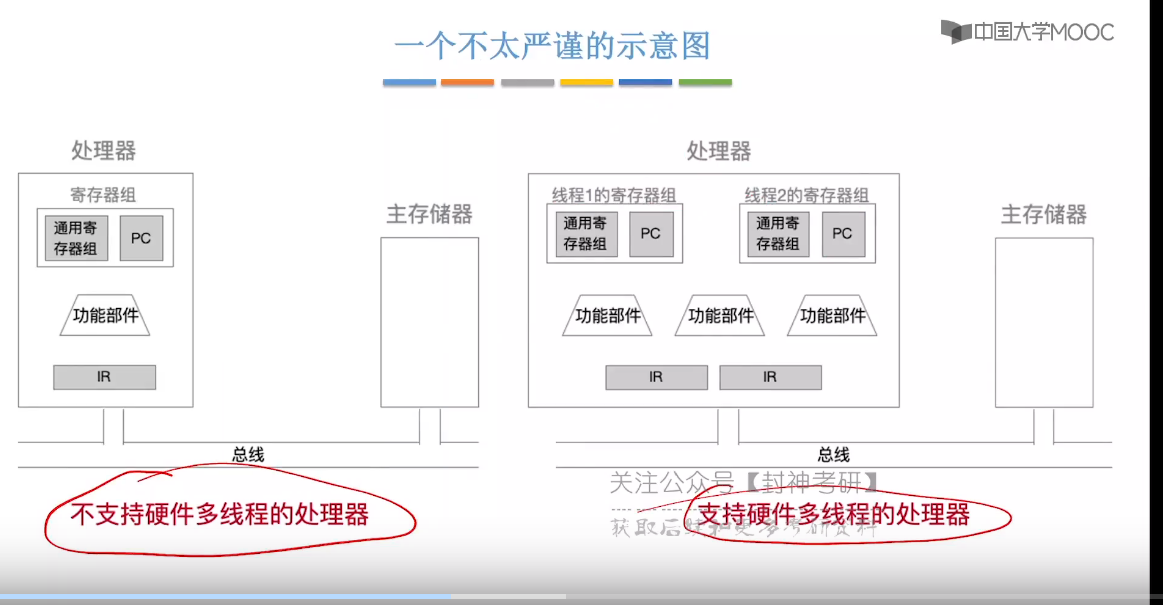 中国大学MOOC
一个不太严谨的示意图
处理器
寄存器组
通用寄
存器组
PC
功能部件
IR
主存储器
总线
不支持硬件多线程的处理器
处理器
线程1的寄存器组
通用寄
存器组
PC
线程2的寄存器组
通用寄
存器组
PC
功能部件
功能部件
功能部件
IR
IR
主存储器
总线
关注公众号【封神考研】
支持硬件多线程的处理器